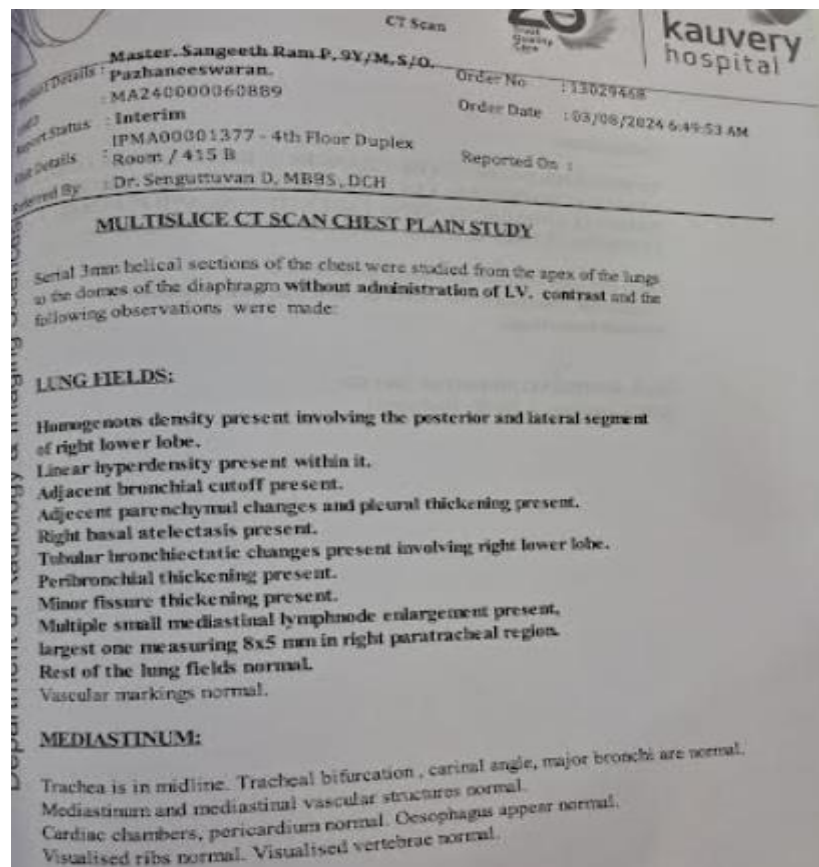 CT Scan
Trust Quality Care
kauvery
hospital
Master. Sangeeth Ram P, 9Y/M, S/O.
Details : Pazhaneeswaran.
Order No : 13029468
: MA240000060889
Order Date : 03/08/2024 6:49:53 AM
Report Status : Interim
IPMA00001377 - 4th Floor Duplex
Details : Room / 415 B
Reported On :
Referred By : Dr. Senguttuvan D, MBBS, DCH
MULTISLICE CT SCAN CHEST PLAIN STUDY
Serial 3mm helical sections of the chest were studied from the apex of the lungs
to the domes of the diaphragm without administration of I.V. contrast and the
following observations were made:
LUNG FIELDS:
Homogenous density present involving the posterior and lateral segment
of right lower lobe.
Linear hyperdensity present within it.
Adjacent bronchial cutoff present.
Adjecent parenchymal changes and pleural thickening present.
Right basal atelectasis present.
Tubular bronchiectatic changes present involving right lower lobe.
Peribronchial thickening present.
Minor fissure thickening present.
Multiple small mediastinal lymphnode enlargement present,
largest one measuring 8x5 mm in right paratracheal region.
Rest of the lung fields normal.
Vascular markings normal.
MEDIASTINUM:
Trachea is in midline. Tracheal bifurcation , carinal angle, major bronchi are normal.
Mediastinum and mediastinal vascular structures normal.
Cardiac chambers, pericardium normal. Oesophagus appear normal.
Visualised ribs normal. Visualised vertebrae normal.